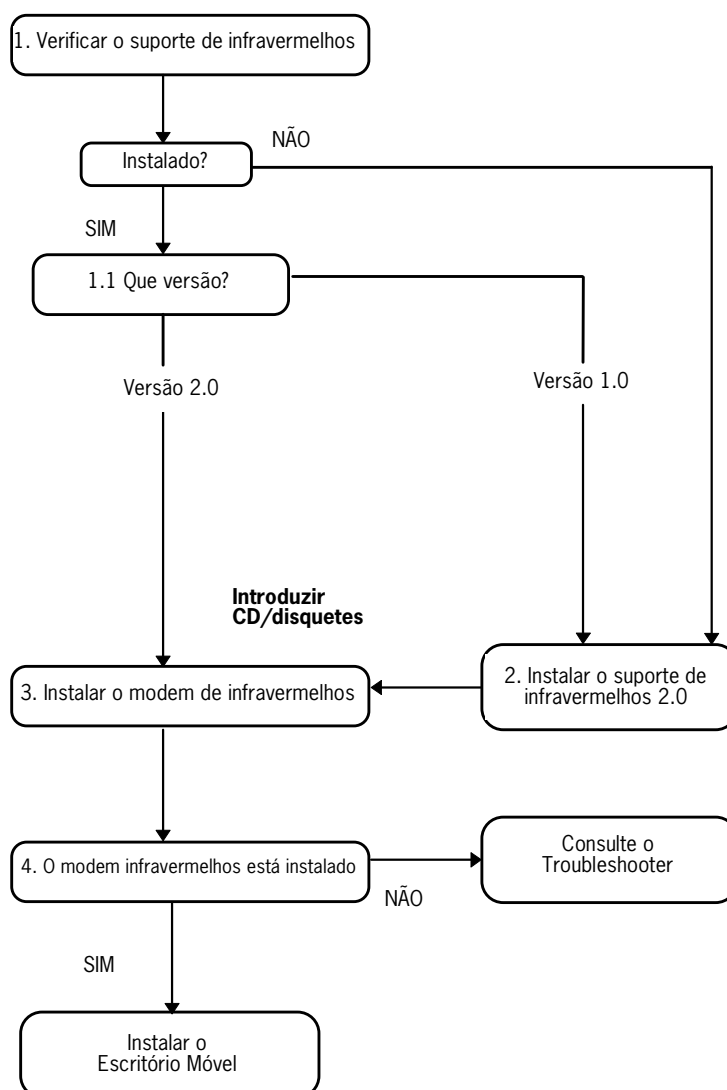 1. Verificar o suporte de infravermelhos
NÃO
Instalado?
SIM
1.1 Que versão?
Versão 2.0
Versão 1.0
Introduzir
CD/disquetes
2. Instalar o suporte de
infravermelhos 2.0
3. Instalar o modem de infravermelhos
4. O modem infravermelhos está instalado
Consulte o
Troubleshooter
NÃO
SIM
Instalar o
Escritório Móvel